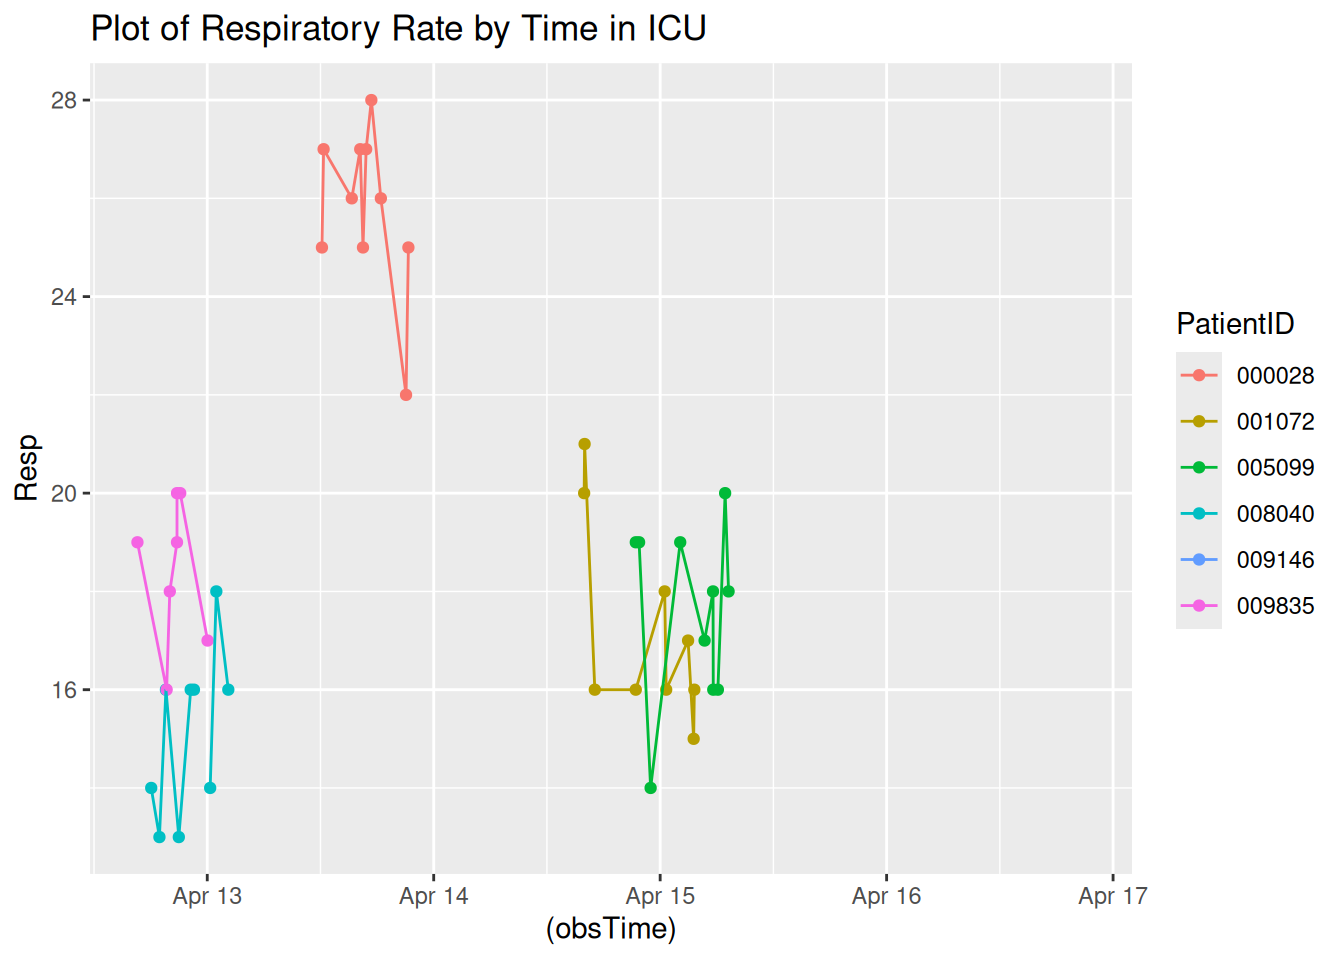 Plot of Respiratory Rate by Time in ICU
28
24
20
16
Resp
Apr 13
Apr 14
Apr 15
Apr 16
Apr 17
(obsTime)
PatientID
000028
001072
005099
008040
009146
009835